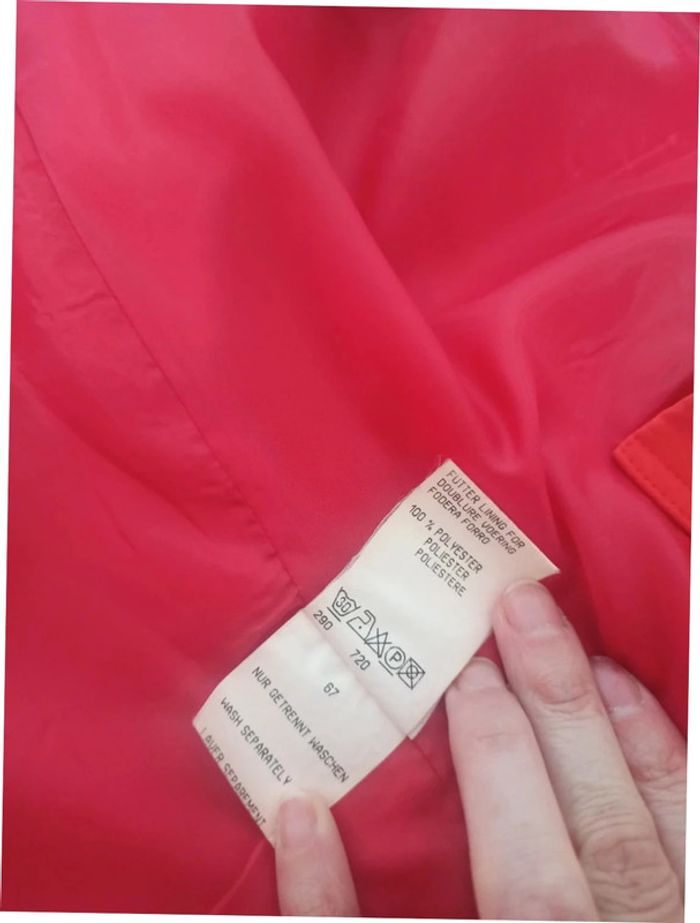 FUTTER LINING FOR
DOUBLURE VOERING
FODERA FORRO
100 % POLYESTER
POLIESTER
POLIESTERE
30 P
290 720
67
NUR GETRENNT WASCHEN
WASH SEPARATELY
LAVER SEPAREMENT